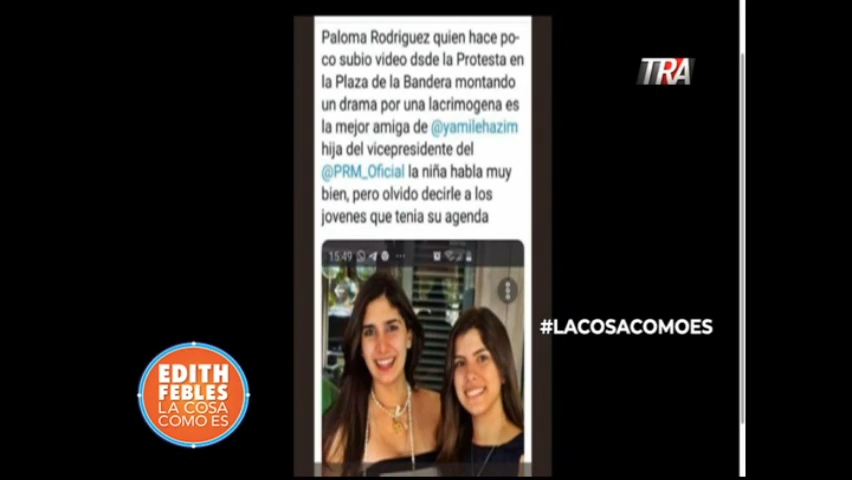 Paloma Rodriguez quien hace po-
co subio video dsde la Protesta en
la Plaza de la Bandera montando
un drama por una lacrimogena es
la mejor amiga de @yamilehazim
hija del vicepresidente del
@PRM_Oficial la niña habla muy
bien, pero olvido decirle a los
jovenes que tenia su agenda
TRA
15:49
#LACOSACOMOES
EDITH
FEBLES
LA COSA
COMO ES